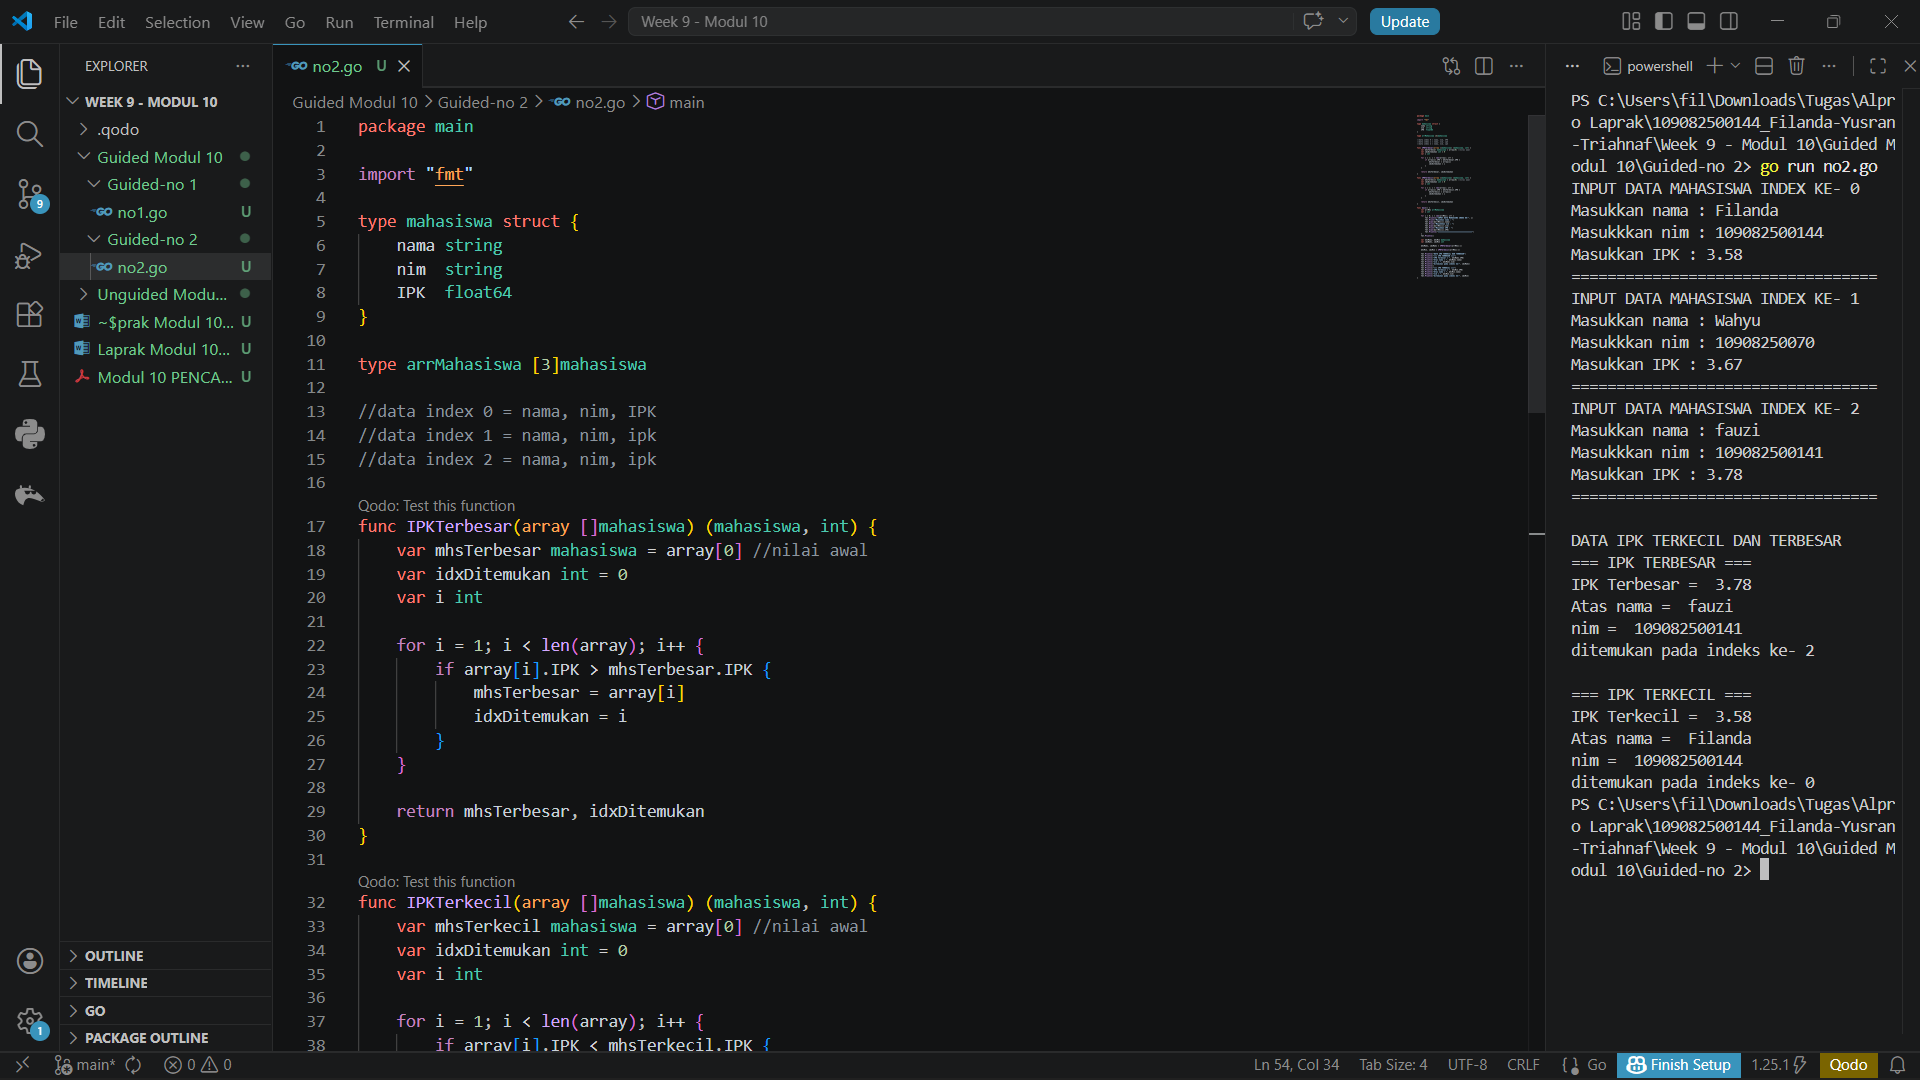 File Edit Selection View Go Run Terminal Help
Week 9 - Modul 10
Update
EXPLORER
WEEK 9 - MODUL 10
.qodo
Guided Modul 10
Guided-no 1
no1.go U
Guided-no 2
no2.go U
Unguided Modu...
~$prak Modul 10... U
Laprak Modul 10... U
Modul 10 PENCA... U
OUTLINE
TIMELINE
GO
PACKAGE OUTLINE
9
1
no2.go U
Guided Modul 10 > Guided-no 2 > no2.go > main
1 package main
2
3 import "fmt"
4
5 type mahasiswa struct {
6 nama string
7 nim string
8 IPK float64
9 }
10
11 type arrMahasiswa [3]mahasiswa
12
13 //data index 0 = nama, nim, IPK
14 //data index 1 = nama, nim, ipk
15 //data index 2 = nama, nim, ipk
16
Qodo: Test this function
17 func IPKTerbesar(array []mahasiswa) (mahasiswa, int) {
18 var mhsTerbesar mahasiswa = array[0] //nilai awal
19 var idxDitemukan int = 0
20 var i int
21
22 for i = 1; i < len(array); i++ {
23 if array[i].IPK > mhsTerbesar.IPK {
24 mhsTerbesar = array[i]
25 idxDitemukan = i
26 }
27 }
28
29 return mhsTerbesar, idxDitemukan
30 }
31
Qodo: Test this function
32 func IPKTerkecil(array []mahasiswa) (mahasiswa, int) {
33 var mhsTerkecil mahasiswa = array[0] //nilai awal
34 var idxDitemukan int = 0
35 var i int
36
37 for i = 1; i < len(array); i++ {
38 if array[i].IPK < mhsTerkecil.IPK {
powershell
PS C:\Users\fil\Downloads\Tugas\Alpr
o Laprak\109082500144_Filanda-Yusran
-Triahnaf\Week 9 - Modul 10\Guided M
odul 10\Guided-no 2> go run no2.go
INPUT DATA MAHASISWA INDEX KE- 0
Masukkan nama : Filanda
Masukkkan nim : 109082500144
Masukkan IPK : 3.58
==================================
INPUT DATA MAHASISWA INDEX KE- 1
Masukkan nama : Wahyu
Masukkkan nim : 10908250070
Masukkan IPK : 3.67
==================================
INPUT DATA MAHASISWA INDEX KE- 2
Masukkan nama : fauzi
Masukkkan nim : 109082500141
Masukkan IPK : 3.78
==================================
DATA IPK TERKECIL DAN TERBESAR
=== IPK TERBESAR ===
IPK Terbesar =  3.78
Atas nama =  fauzi
nim =  109082500141
ditemukan pada indeks ke- 2
=== IPK TERKECIL ===
IPK Terkecil =  3.58
Atas nama =  Filanda
nim =  109082500144
ditemukan pada indeks ke- 0
PS C:\Users\fil\Downloads\Tugas\Alpr
o Laprak\109082500144_Filanda-Yusran
-Triahnaf\Week 9 - Modul 10\Guided M
odul 10\Guided-no 2>
main* 0 0
Ln 54, Col 34 Tab Size: 4 UTF-8 CRLF Go Finish Setup 1.25.1 Qodo